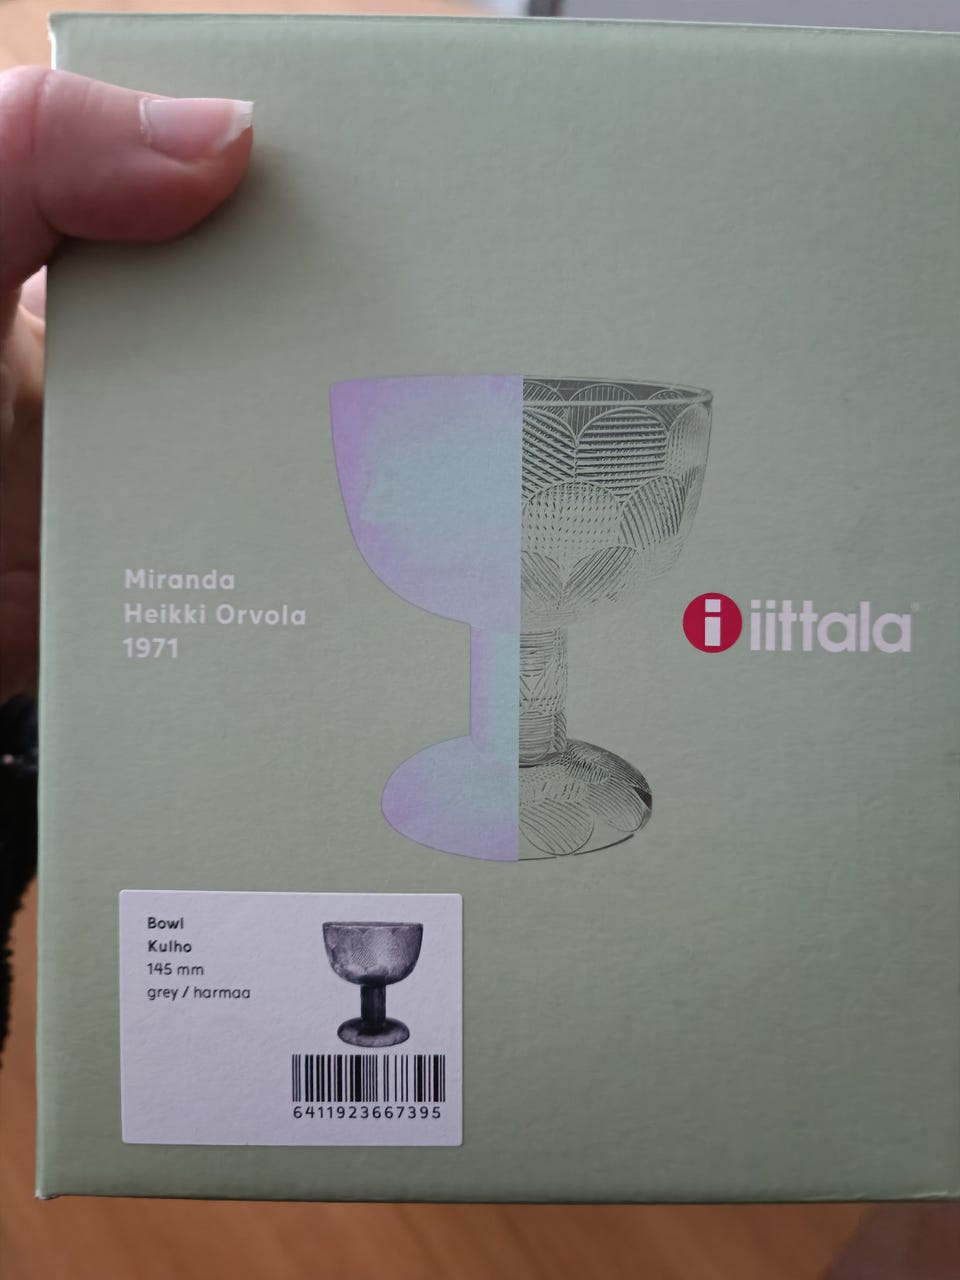 Miranda
Heikki Orvola
1971
i iittala®
Bowl
Kulho
145 mm
grey / harmaa
6411923667395